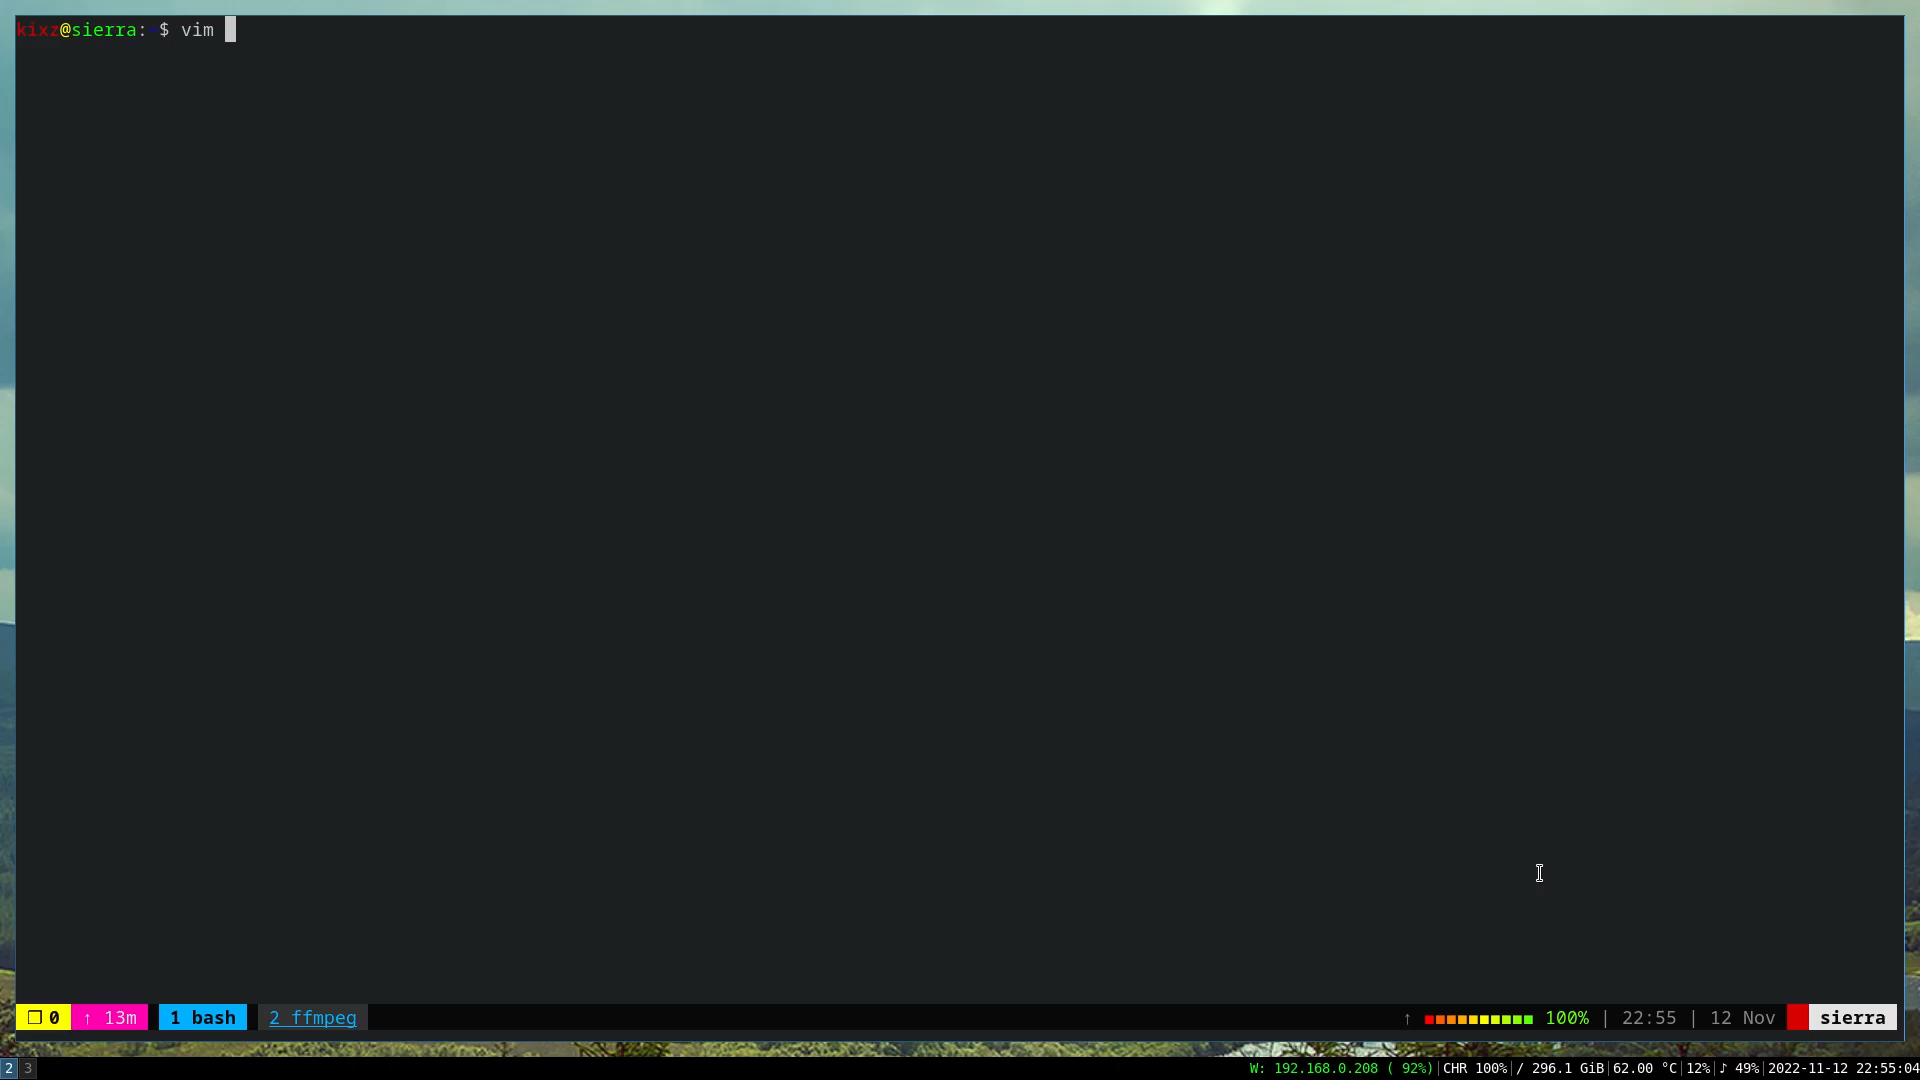 kixz@sierra:~$ vim
❐ 0 ↑ 13m 1 bash 2 ffmpeg ↑ 100% | 22:55 | 12 Nov sierra
2 3 W: 192.168.0.208 ( 92%)|CHR 100%|/ 296.1 GiB|62.00 °C|12%|♪ 49%|2022-11-12 22:55:04